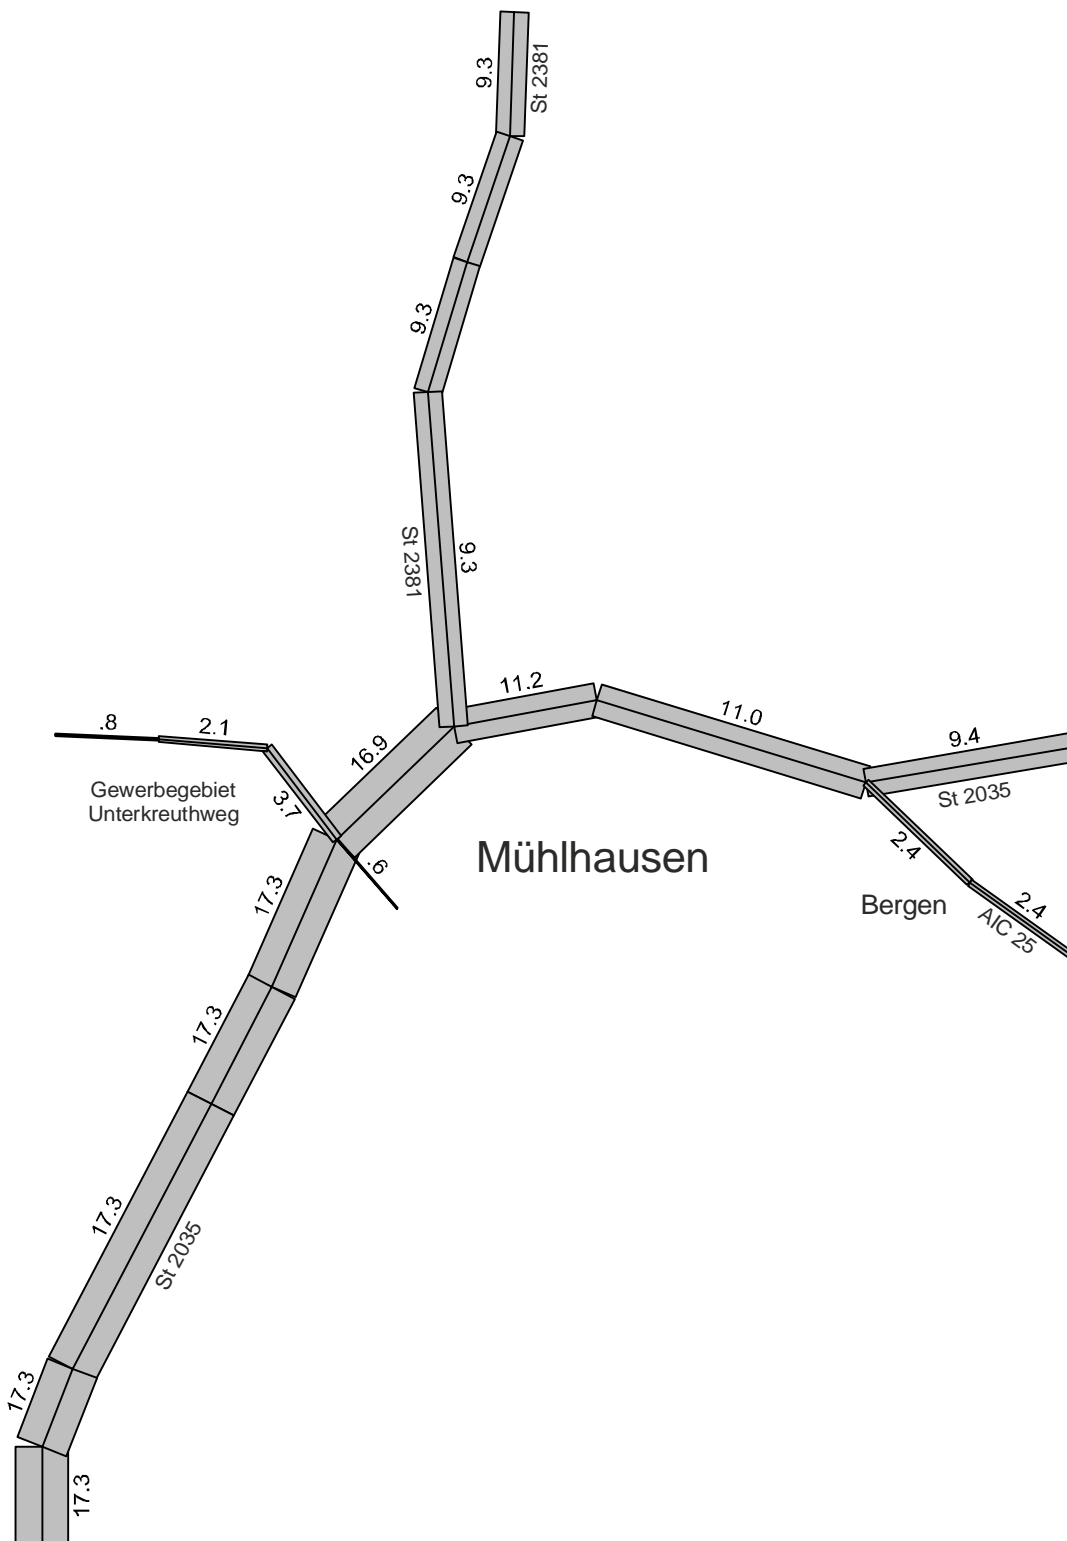 9.3
St 2381
9.3
9.3
St 2381
9.3
11.2
11.0
.8
2.1
16.9
9.4
Gewerbegebiet
Unterkreuthweg
3.7
St 2035
.6
2.4
Mühlhausen
17.3
Bergen
2.4
AIC 25
17.3
17.3
St 2035
17.3
17.3